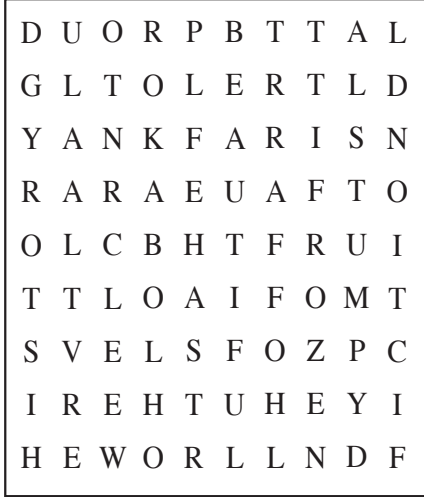 D U O R P B T T A L
G L T O L E R T L D
Y A N K F A R I S N
R A R A E U A F T O
O L C B H T F R U I
T T L O A I F O M T
S V E L S F O Z P C
I R E H T U H E Y I
H E W O R L L N D F